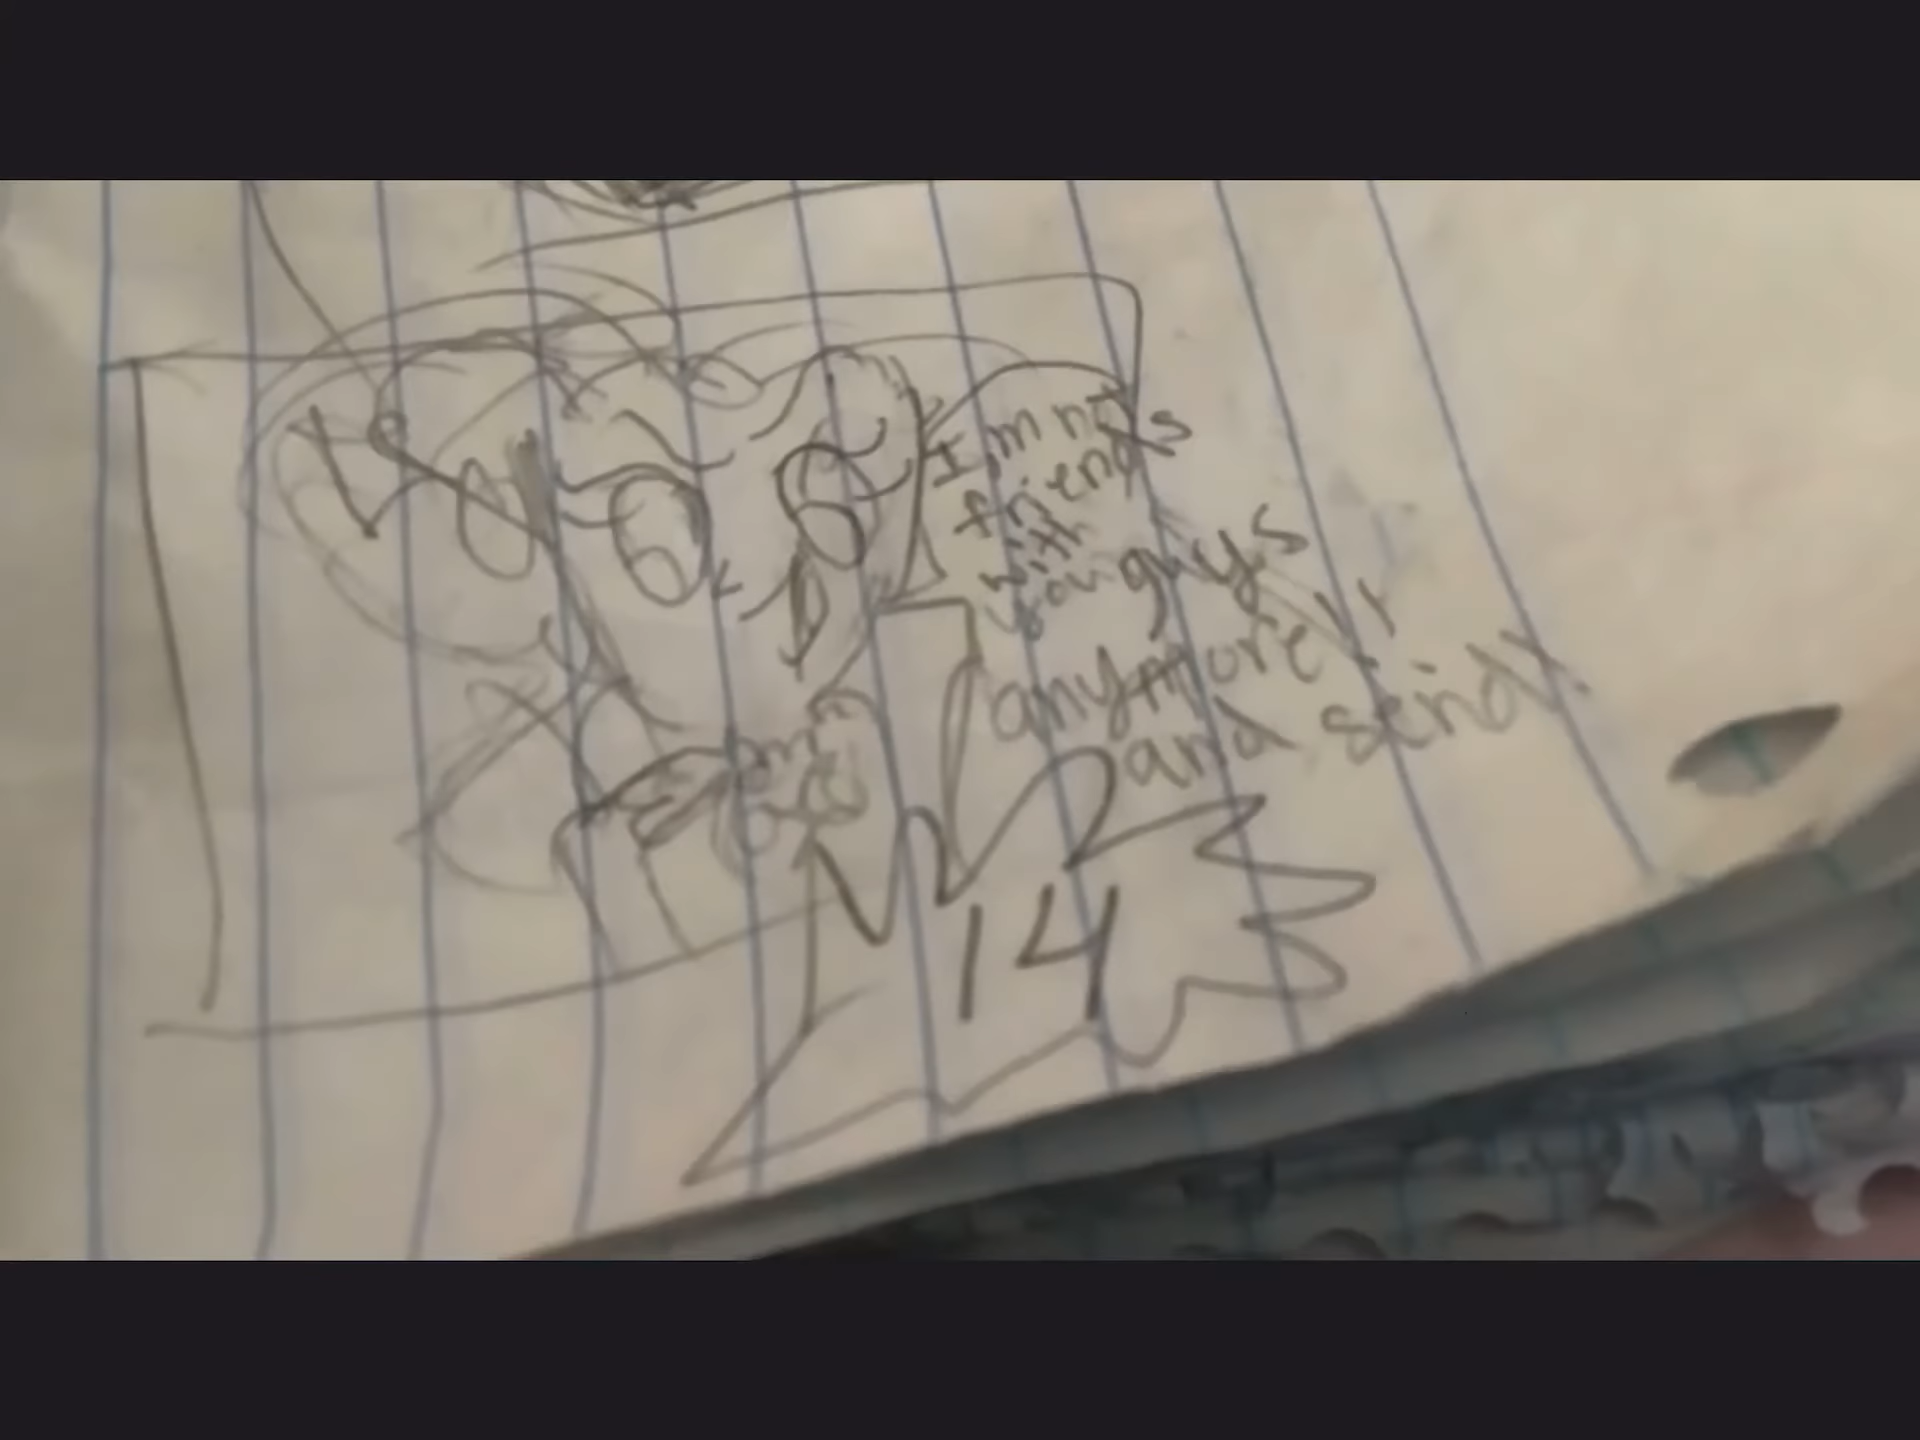 I'm not
friends
with
you guys
anymore!!
and send
14